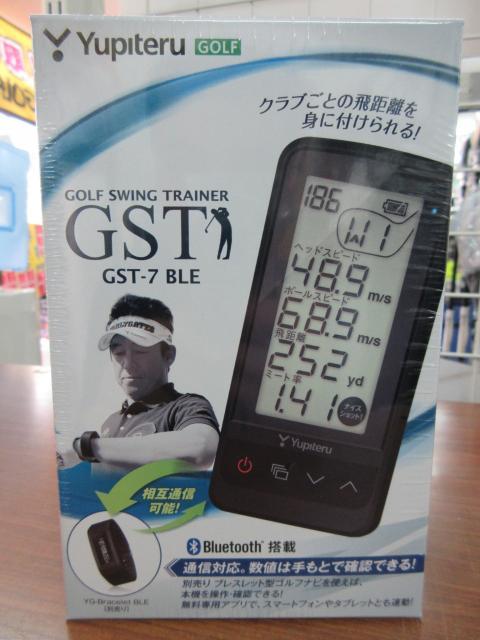 Yupiteru GOLF
クラブごとの飛距離を
身に付けられる!
GOLF SWING TRAINER
GST
GST-7 BLE
186
W1
ヘッドスピード
48.9 m/s
ボールスピード
68.9 m/s
飛距離
252 yd
ミート率
1.41
ナイス
ショット!
Yupiteru
相互通信
可能!
Bluetooth 搭載
通信対応。数値は手もとで確認できる!
別売り ブレスレット型ゴルフナビを使えば、
本機を操作・確認できる!
無料専用アプリで、スマートフォンやタブレットとも連動!
YG-Bracelet BLE
(別売り)